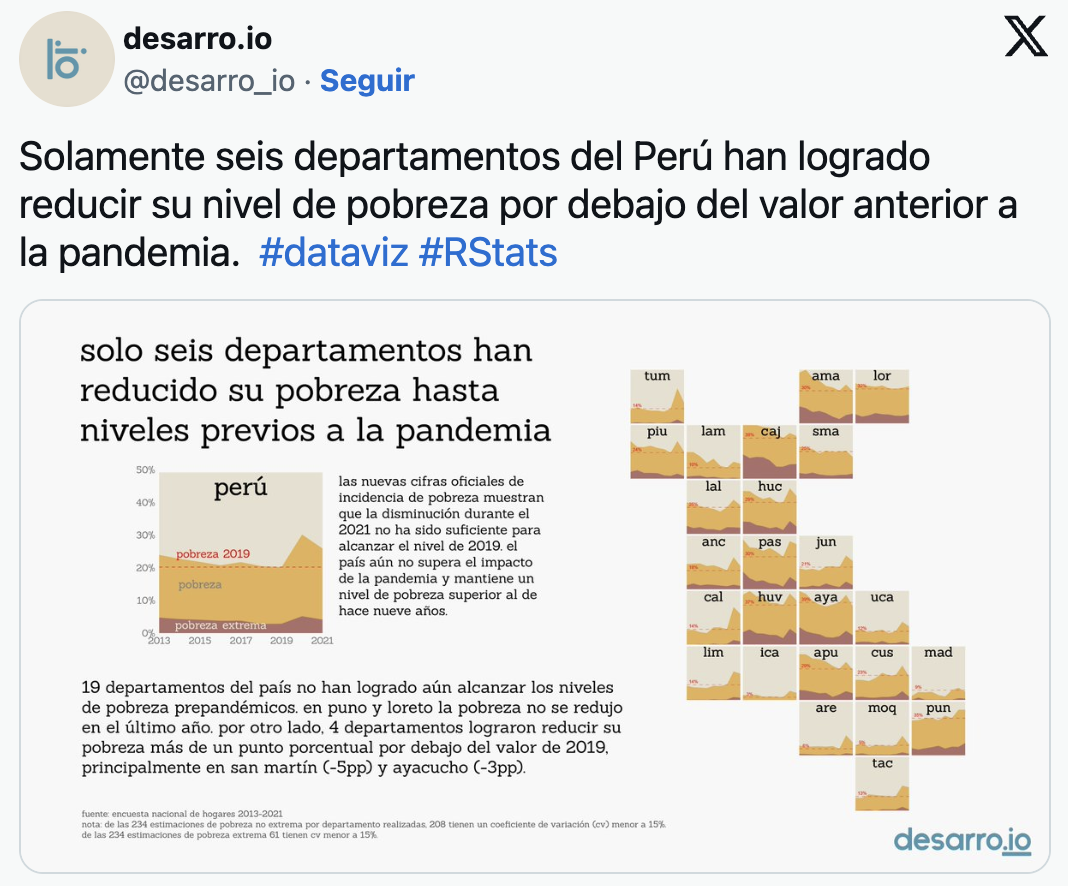 desarro.io
@desarro_io · Seguir
Solamente seis departamentos del Perú han logrado
reducir su nivel de pobreza por debajo del valor anterior a
la pandemia. #dataviz #RStats
solo seis departamentos han
reducido su pobreza hasta
niveles previos a la pandemia
50%
40%
30%
20%
10%
0%
perú
pobreza 2019
pobreza
pobreza extrema
2013 2015 2017 2019 2021
las nuevas cifras oficiales de
incidencia de pobreza muestran
que la disminución durante el
2021 no ha sido suficiente para
alcanzar el nivel de 2019. el
país aún no supera el impacto
de la pandemia y mantiene un
nivel de pobreza superior al de
hace nueve años.
19 departamentos del país no han logrado aún alcanzar los niveles
de pobreza prepandémicos. en puno y loreto la pobreza no se redujo
en el último año. por otro lado, 4 departamentos lograron reducir su
pobreza más de un punto porcentual por debajo del valor de 2019,
principalmente en san martín (-5pp) y ayacucho (-3pp).
fuente: encuesta nacional de hogares 2013-2021
nota: de las 234 estimaciones de pobreza no extrema por departamento realizadas, 208 tienen un coeficiente de variación (cv) menor a 15%.
de las 234 estimaciones de pobreza extrema 61 tienen cv menor a 15%.
tum ama lor
piu lam caj sma
lal huc
anc pas jun
cal huv aya uca
lim ica apu cus mad
are moq pun
tac
desarro.io